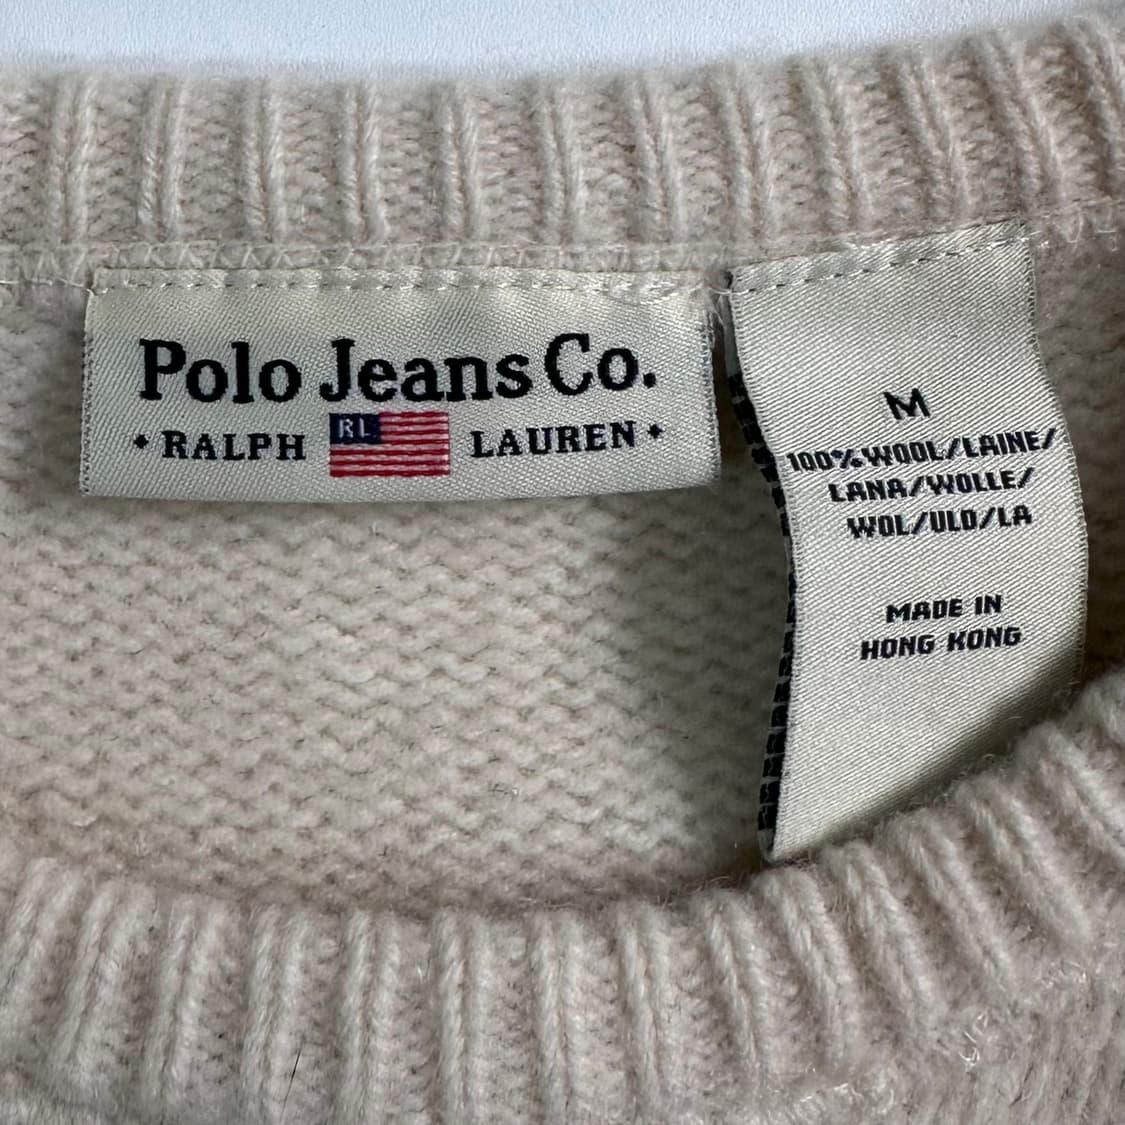 Polo Jeans Co.
RALPH RL LAUREN
M
100%WOOL/LAINE/
LANA/WOLLE/
WOL/ULD/LA
MADE IN
HONG KONG